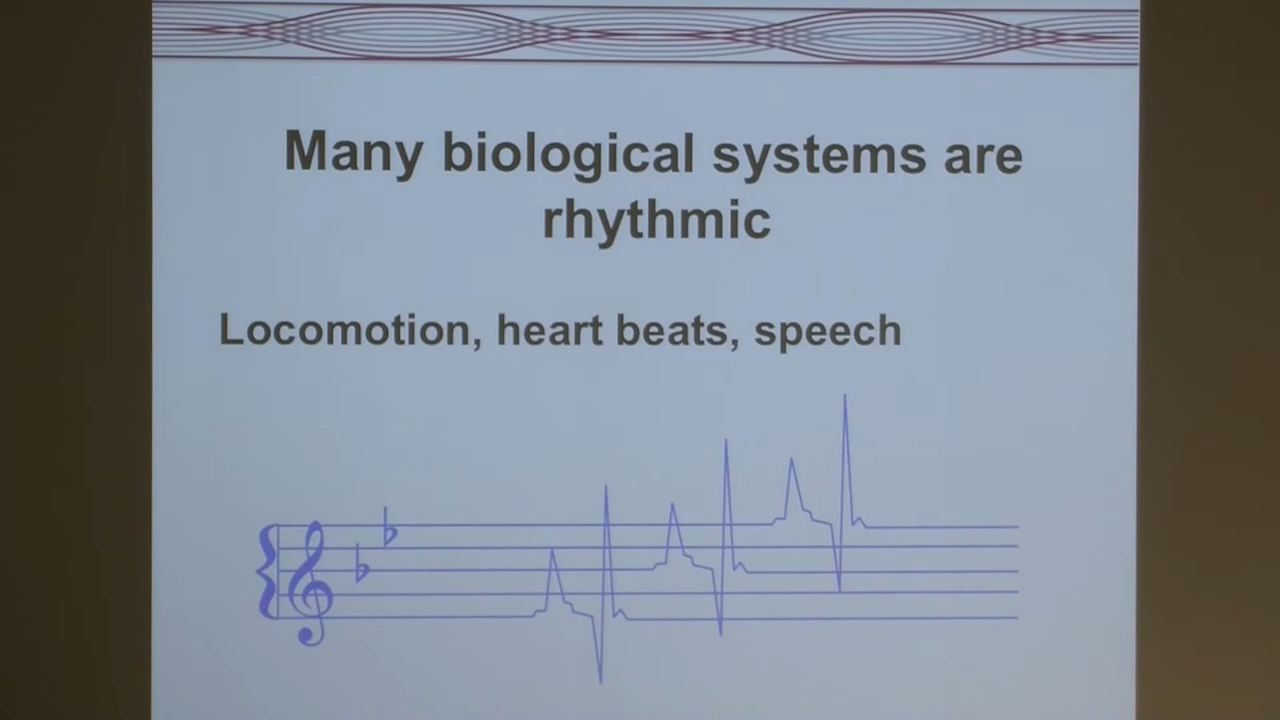 Many biological systems are
rhythmic
Locomotion, heart beats, speech